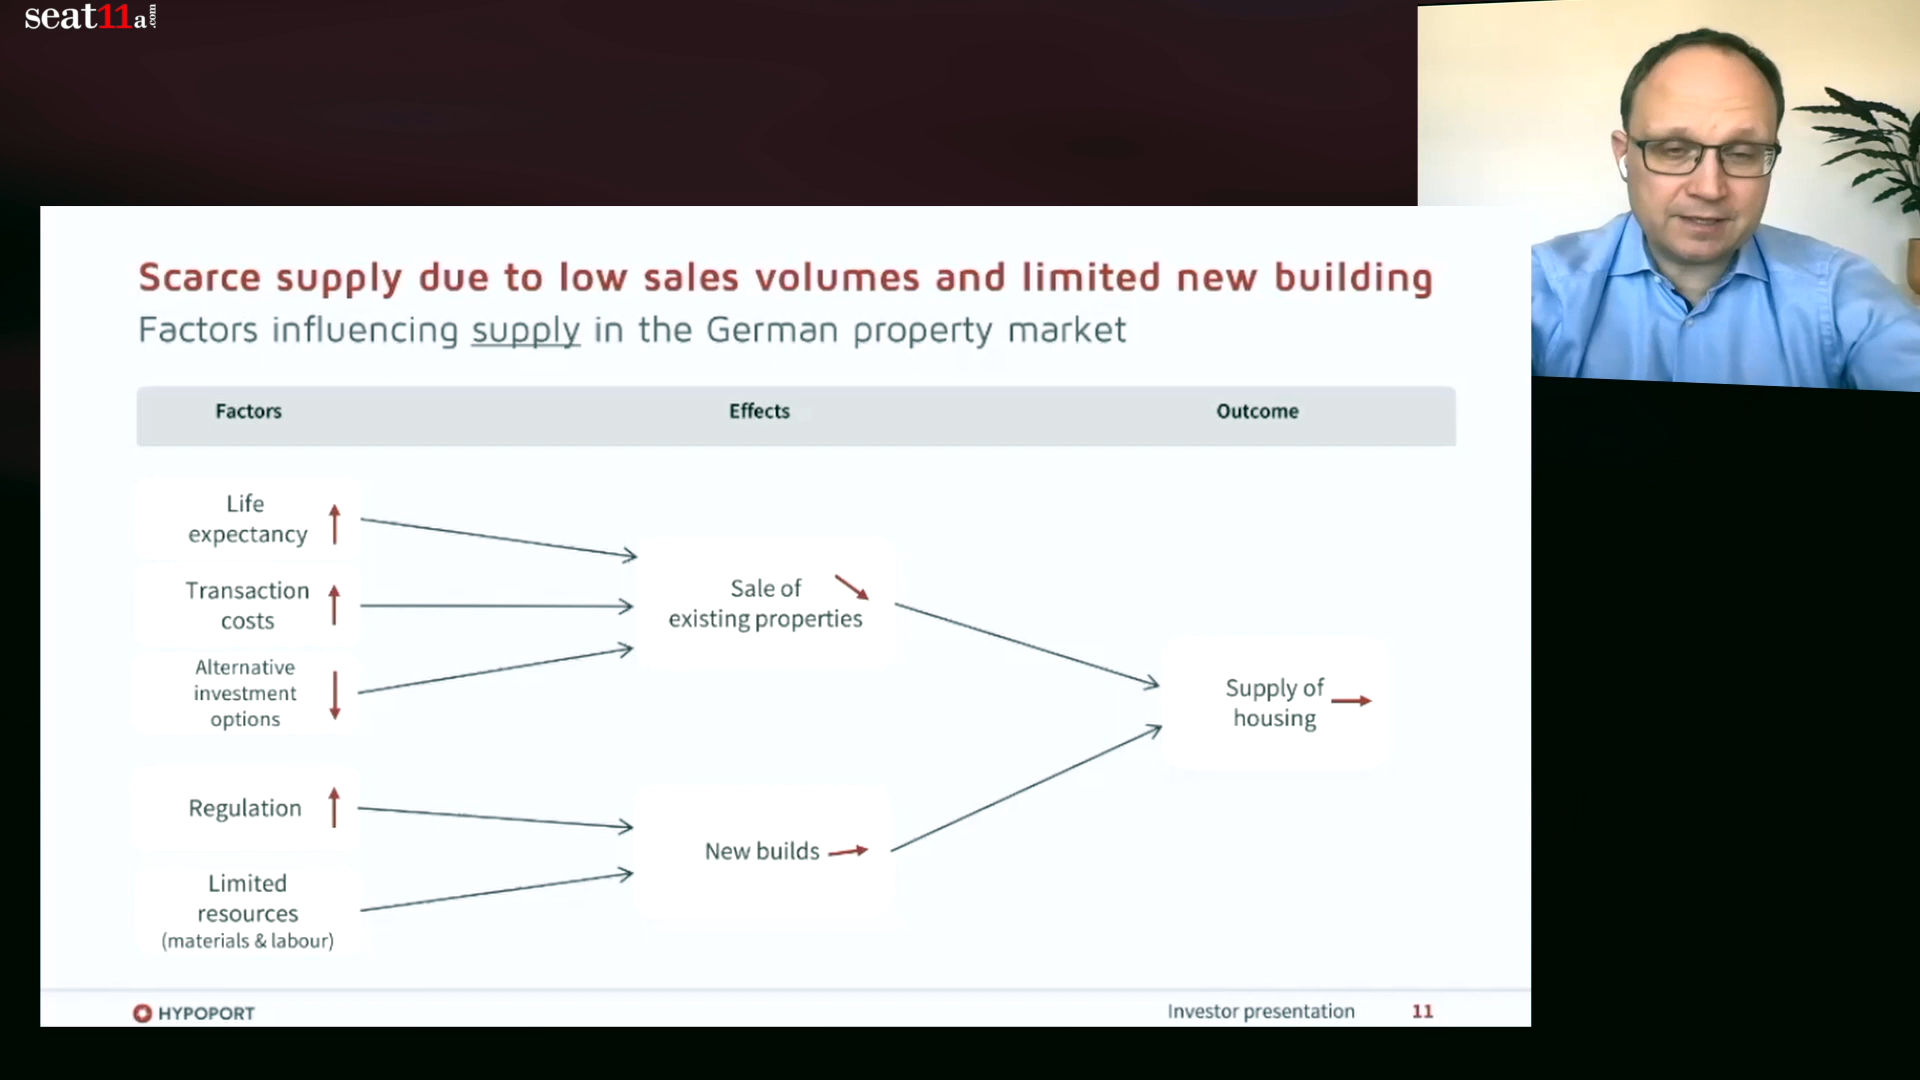 seat11a.com
Scarce supply due to low sales volumes and limited new building
Factors influencing supply in the German property market
Factors
Effects
Outcome
Life
expectancy
Transaction
costs
Alternative
investment
options
Regulation
Limited
resources
(materials & labour)
Sale of
existing properties
New builds
Supply of
housing
HYPOPORT
Investor presentation
11